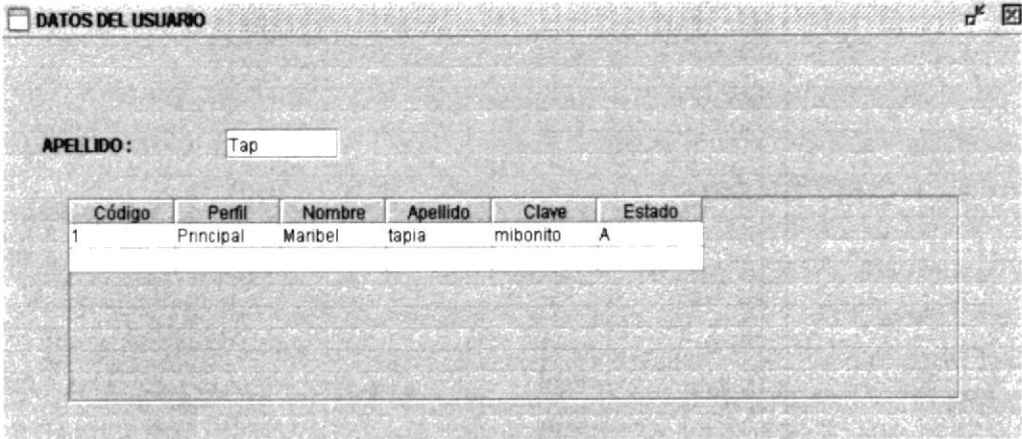 DATOS DEL USUARIO
APELLIDO : Tap
Código Perfil Nombre Apellido Clave Estado
1 Principal Maribel tapia mibonito A